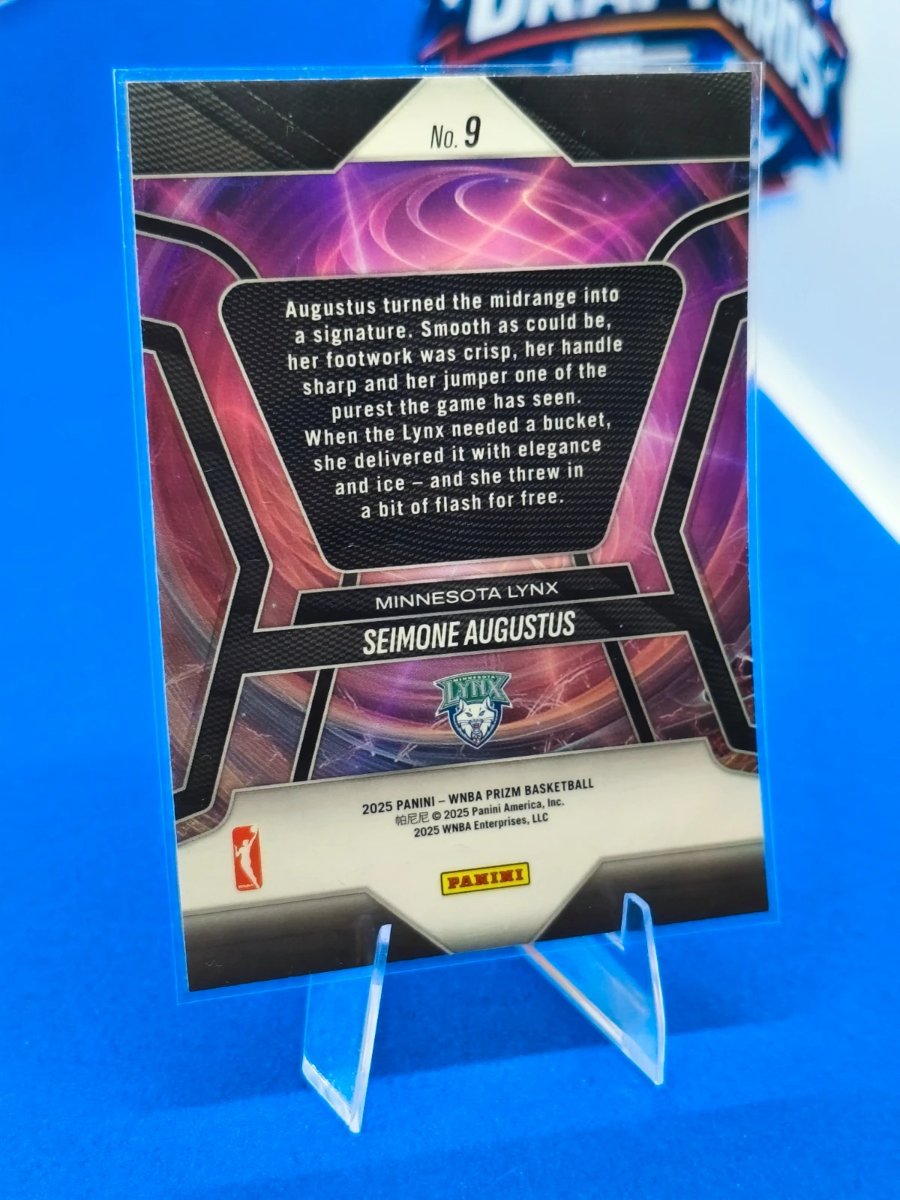 No. 9
Augustus turned the midrange into
a signature. Smooth as could be,
her footwork was crisp, her handle
sharp and her jumper one of the
purest the game has seen.
When the Lynx needed a bucket,
she delivered it with elegance
and ice – and she threw in
a bit of flash for free.
MINNESOTA LYNX
SEIMONE AUGUSTUS
MINNESOTA
LYNX
2025 PANINI – WNBA PRIZM BASKETBALL
帕尼尼 © 2025 Panini America, Inc.
2025 WNBA Enterprises, LLC
WNBA
PANINI